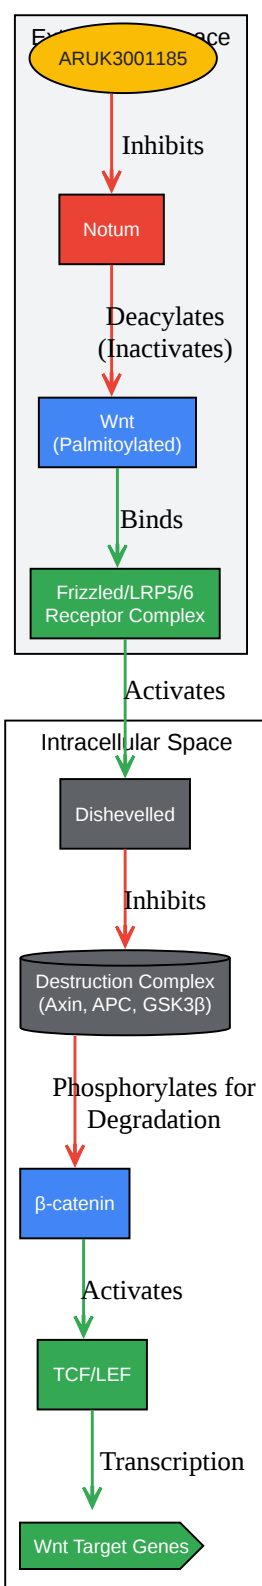 ARUK3001185
Inhibits
Notum
Deacylates
(Inactivates)
Wnt
(Palmitoylated)
Binds
Frizzled/LRP5/6
Receptor Complex
Activates
Intracellular Space
Dishevelled
Inhibits
Destruction Complex
(Axin, APC, GSK3β)
Phosphorylates for
Degradation
β-catenin
Activates
TCF/LEF
Transcription
Wnt Target Genes